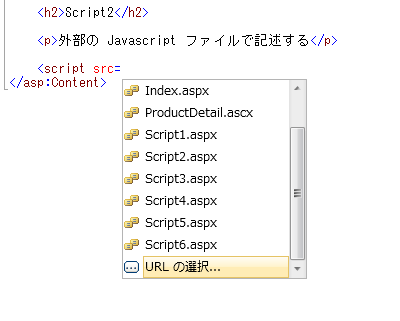 <h2>Script2</h2>
<p>外部の Javascript ファイルで記述する</p>
<script src=
</asp:Content>
Index.aspx
ProductDetail.ascx
Script1.aspx
Script2.aspx
Script3.aspx
Script4.aspx
Script5.aspx
Script6.aspx
URL の選択...